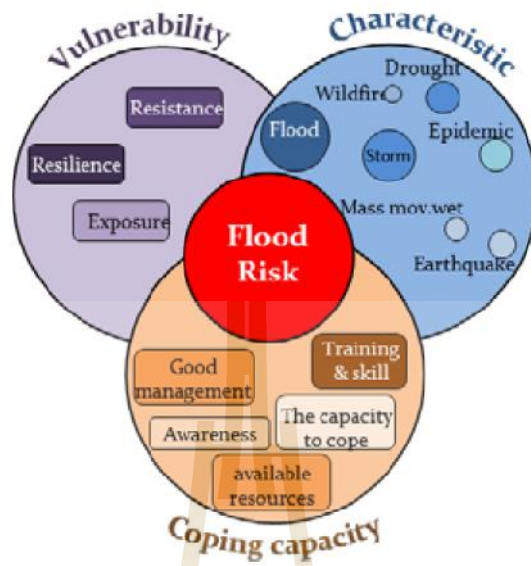 Vulnerability
Characteristic
Resistance
Resilience
Exposure
Drought
Wildfire
Flood
Epidemic
Storm
Mass mov.wet
Earthquake
Flood
Risk
Training
& skill
Good
management
The capacity
to cope
Awareness
available
resources
Coping capacity